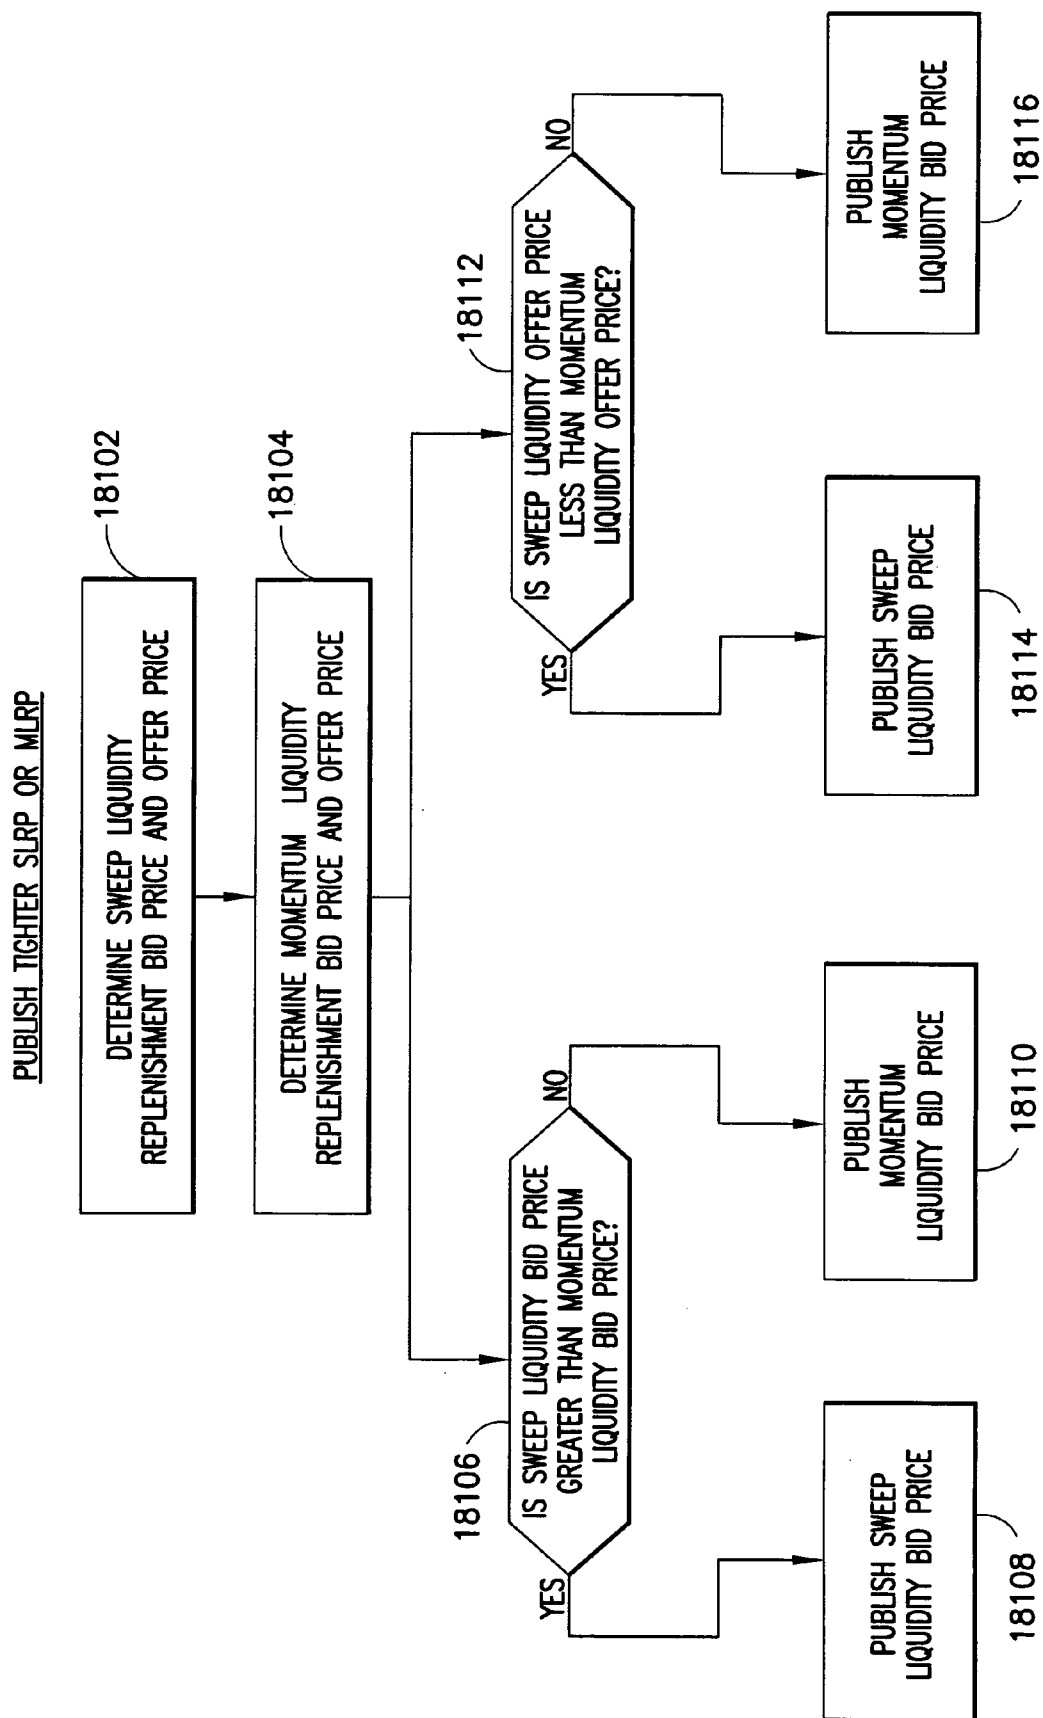 PUBLISH TIGHTER SLRP OR MLRP
18102
DETERMINE SWEEP LIQUIDITY
REPLENISHMENT BID PRICE AND OFFER PRICE
18104
DETERMINE MOMENTUM LIQUIDITY
REPLENISHMENT BID PRICE AND OFFER PRICE
18106
IS SWEEP LIQUIDITY BID PRICE
GREATER THAN MOMENTUM
LIQUIDITY BID PRICE?
YES
NO
18112
IS SWEEP LIQUIDITY OFFER PRICE
LESS THAN MOMENTUM
LIQUIDITY OFFER PRICE?
YES
NO
PUBLISH SWEEP
LIQUIDITY BID PRICE
18108
PUBLISH
MOMENTUM
LIQUIDITY BID PRICE
18110
PUBLISH SWEEP
LIQUIDITY BID PRICE
18114
PUBLISH
MOMENTUM
LIQUIDITY BID PRICE
18116